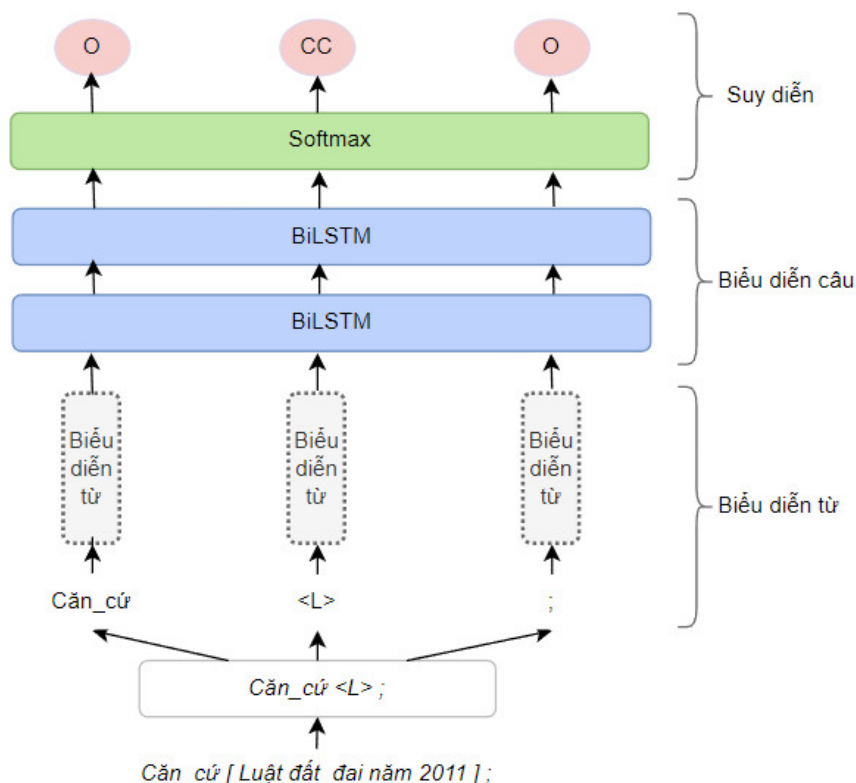 O CC O
Suy diễn
Softmax
BiLSTM
Biểu diễn câu
BiLSTM
Biểu
diễn
từ
Biểu
diễn
từ
Biểu
diễn
từ
Biểu diễn từ
Căn_cứ <L> ;
Căn_cứ <L> ;
Căn_cứ [ Luật đất_đai năm 2011 ] ;